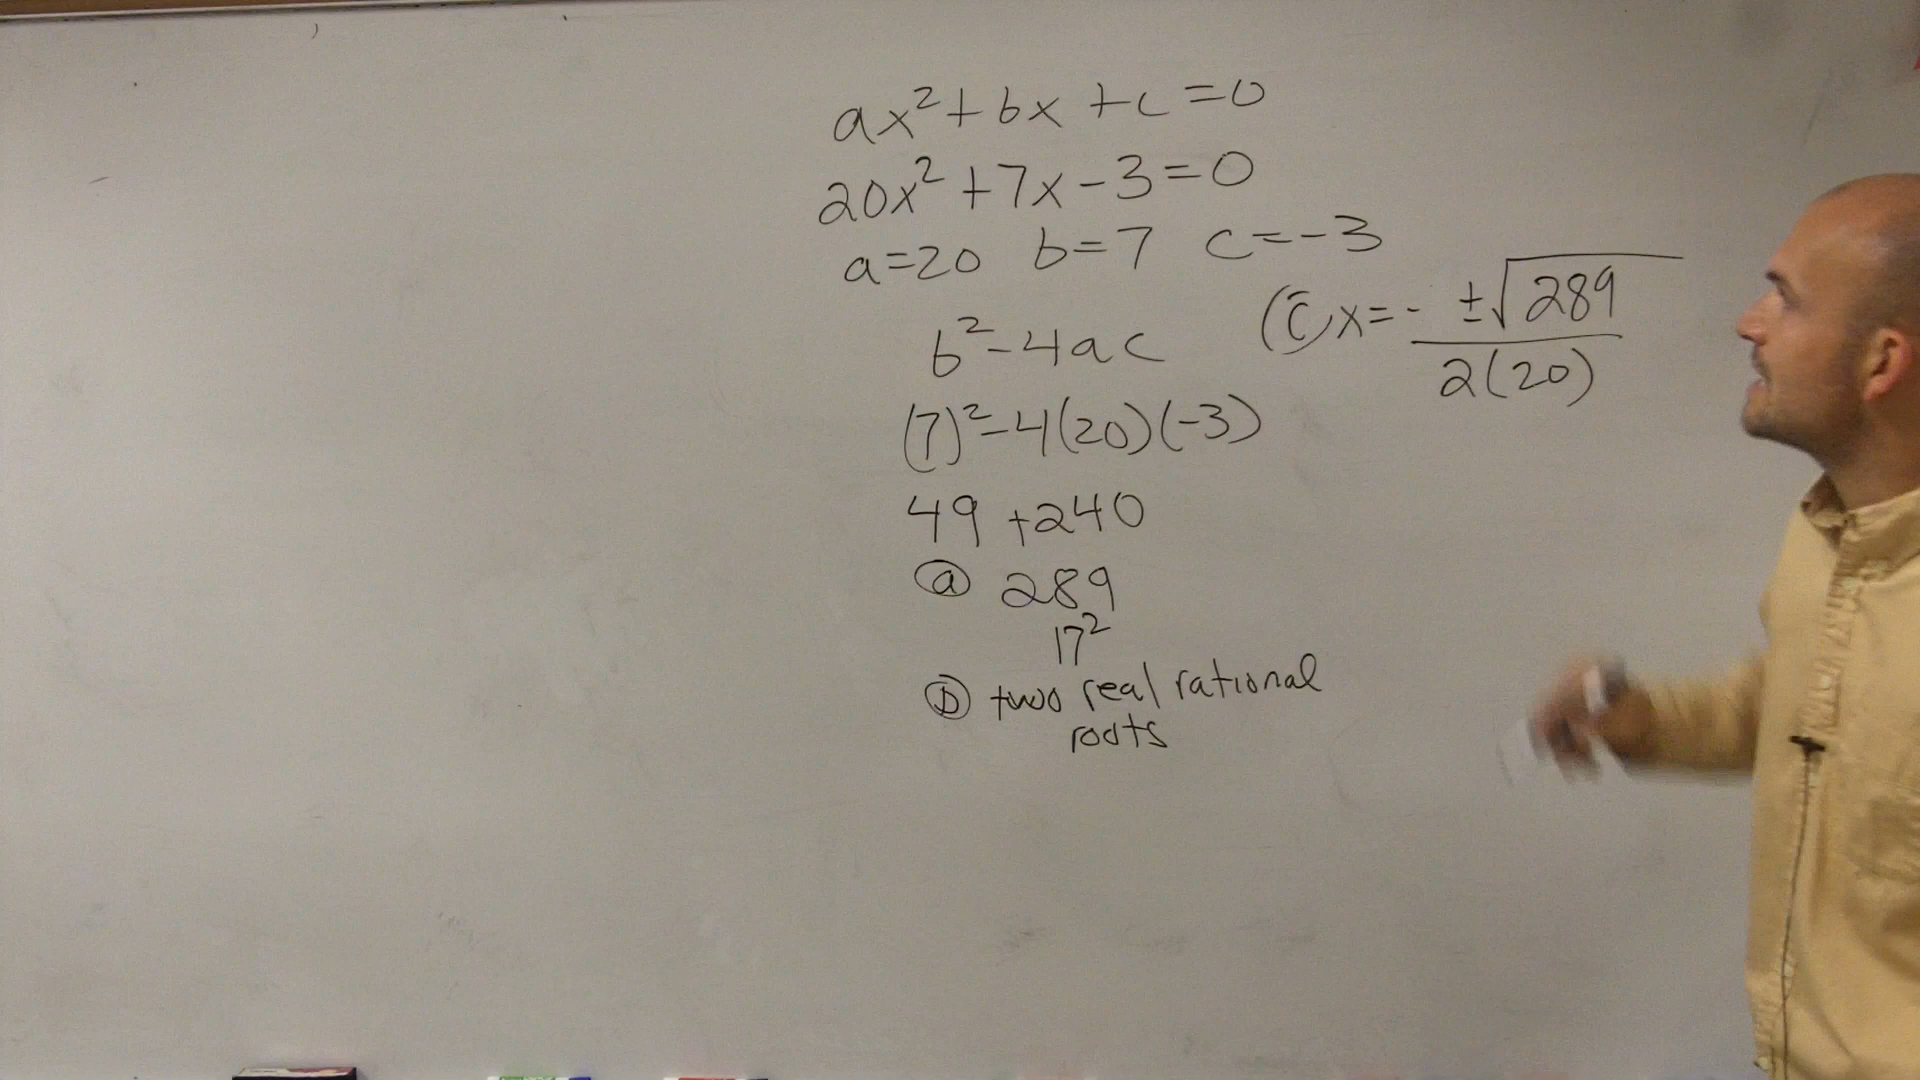 ax²+bx+c=0
20x²+7x-3=0
a=20 b=7 c=-3
b²-4ac
(7)²-4(20)(-3)
49 +240
ⓐ 289
17²
ⓑ two real rational
roots
ⓒ x=- ±√289
2(20)